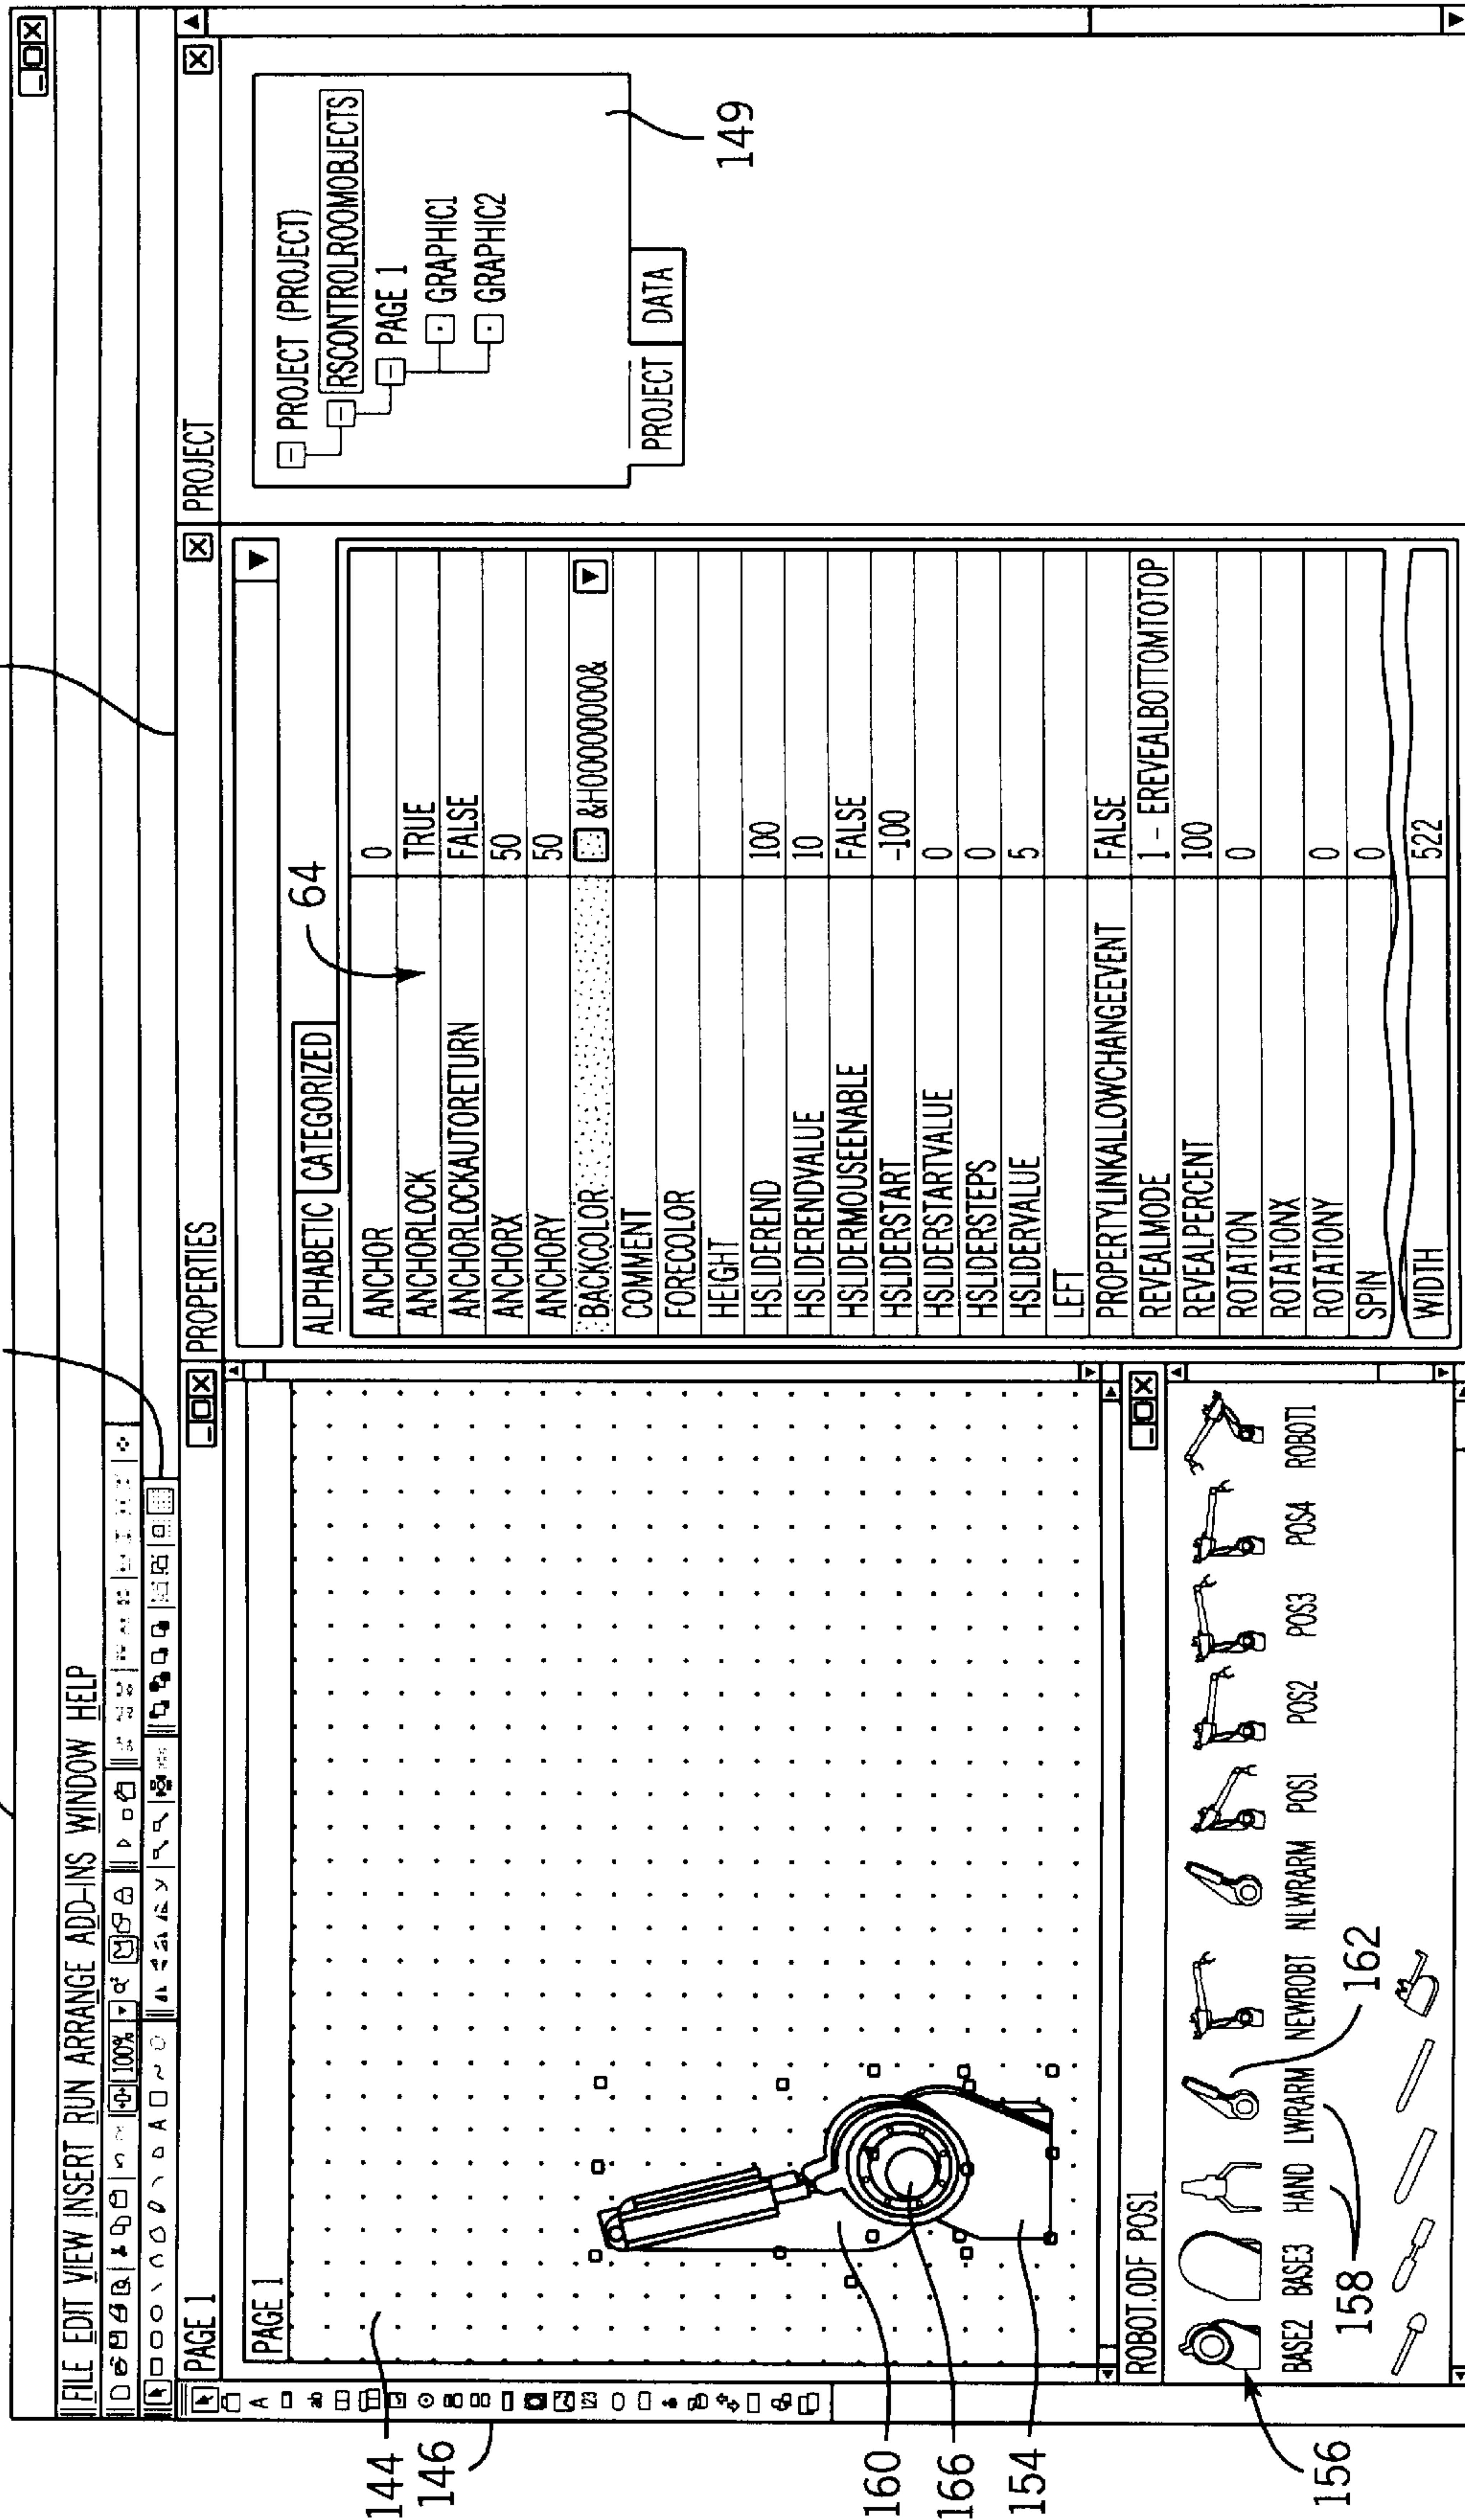 FILE EDIT VIEW INSERT RUN ARRANGE ADD-INS WINDOW HELP
100%
A
PAGE 1
PROPERTIES
PROJECT
PAGE 1
A
ab
123
ALPHABETIC
CATEGORIZED
64
ANCHOR 0
ANCHORLOCK TRUE
ANCHORLOCKAUTORETURN FALSE
ANCHORX 50
ANCHORY 50
BACKCOLOR &H00000000&
COMMENT
FORECOLOR
HEIGHT
HSLIDEREND 100
HSLIDERENDVALUE 10
HSLIDERMOUSEENABLE FALSE
HSLIDERSTART -100
HSLIDERSTARTVALUE 0
HSLIDERSTEPS 0
HSLIDERVALUE 5
LEFT
PROPERTYLINKALLOWCHANGEEVENT FALSE
REVEALMODE 1 - EREVEALBOTTOMTOTOP
REVEALPERCENT 100
ROTATION 0
ROTATIONX
ROTATIONY 0
SPIN 0
WIDTH 522
PROJECT (PROJECT)
RSCONTROLROOMOBJECTS
PAGE 1
GRAPHIC1
GRAPHIC2
PROJECT
DATA
149
144
146
160
166
154
ROBOT.ODF POS1
BASE2 BASE3 HAND LWRARM NEWROBT NLWRARM POS1 POS2 POS3 POS4 ROBOT1
156
158
162